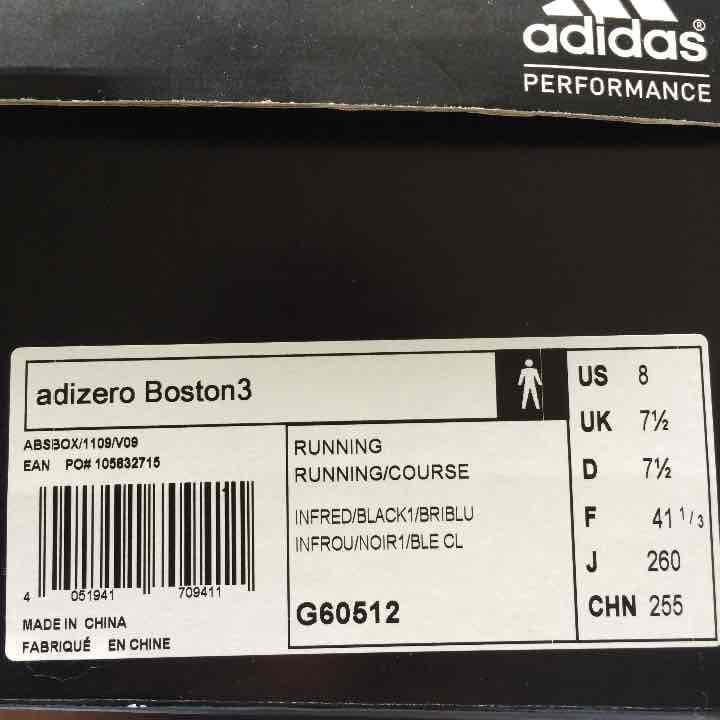 adidas®
PERFORMANCE
adizero Boston3
ABSBOX/1109/V09
EAN PO# 105632715
4 051941 709411
MADE IN CHINA
FABRIQUÉ EN CHINE
RUNNING
RUNNING/COURSE
INFRED/BLACK1/BRIBLU
INFROU/NOIR1/BLE CL
G60512
US 8
UK 7½
D 7½
F 41 1/3
J 260
CHN 255